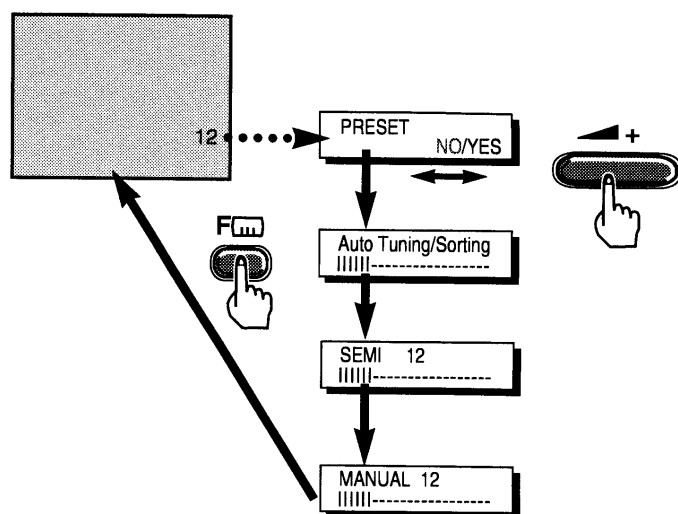 12
PRESET
NO/YES
+
F
Auto Tuning/Sorting
SEMI 12
MANUAL 12